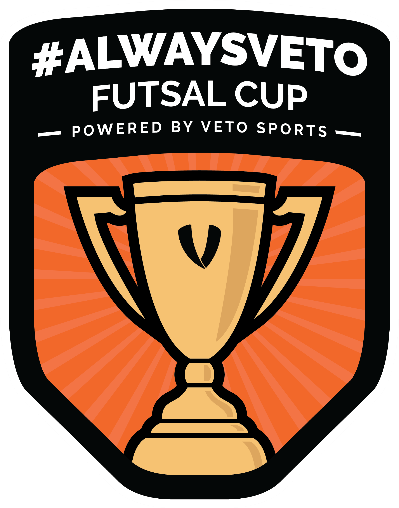 #ALWAYSVETO
FUTSAL CUP
POWERED BY VETO SPORTS